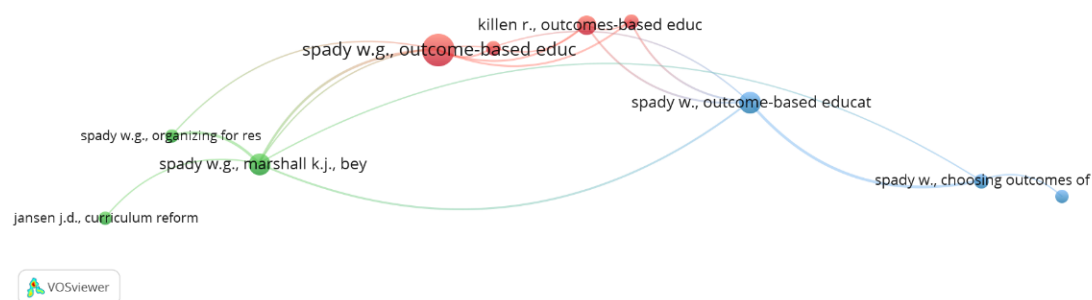 killen r., outcomes-based educ
spady w.g., outcome-based educ
spady w., outcome-based educat
spady w.g., organizing for res
spady w.g., marshall k.j., bey
spady w., choosing outcomes of
jansen j.d., curriculum reform
VOSviewer